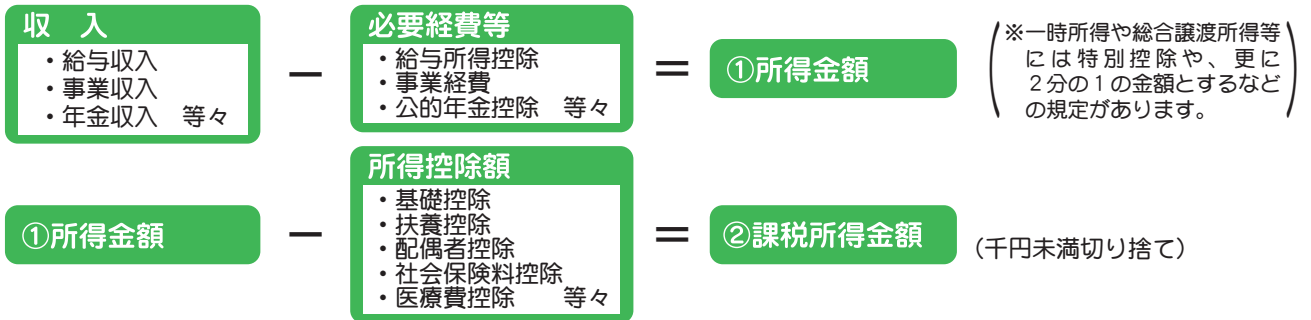 収　入
・給与収入
・事業収入
・年金収入　等々
－
必要経費等
・給与所得控除
・事業経費
・公的年金控除　等々
＝
①所得金額
（※一時所得や総合譲渡所得等
には特別控除や、更に
２分の１の金額とするなど
の規定があります。）
①所得金額
－
所得控除額
・基礎控除
・扶養控除
・配偶者控除
・社会保険料控除
・医療費控除　　等々
＝
②課税所得金額
（千円未満切り捨て）